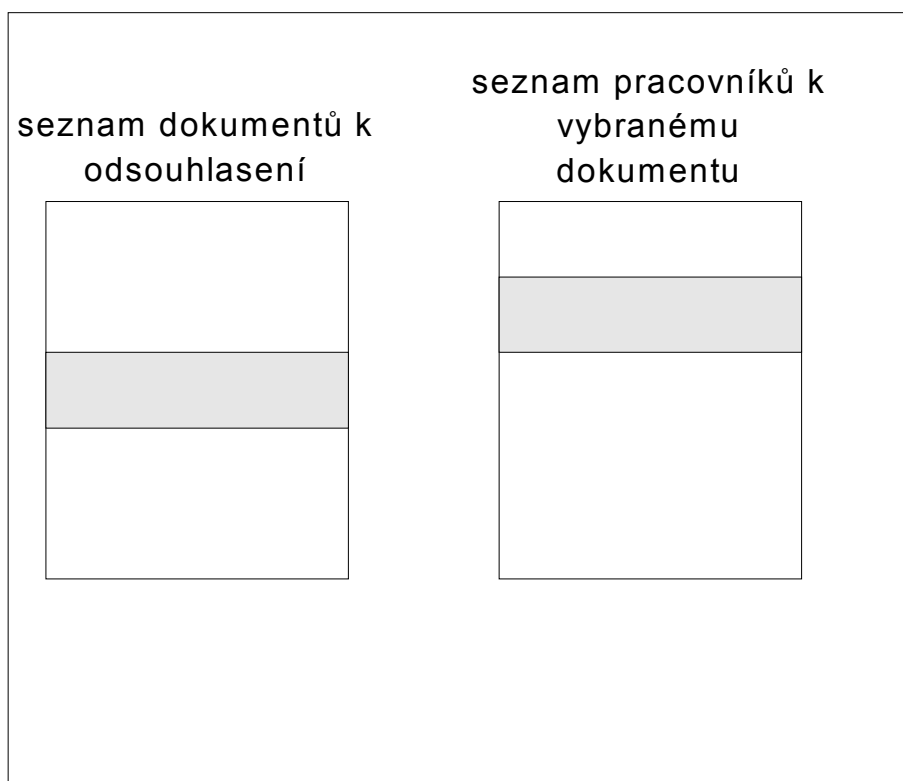 seznam dokumentů k
odsouhlasení
seznam pracovníků k
vybranému
dokumentu